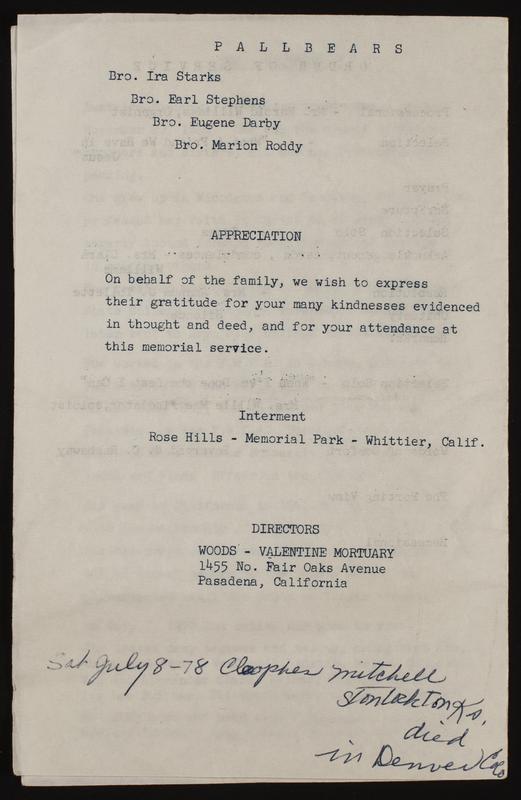 P A L L B E A R S
Bro. Ira Starks
Bro. Earl Stephens
Bro. Eugene Darby
Bro. Marion Roddy
APPRECIATION
On behalf of the family, we wish to express
their gratitude for your many kindnesses evidenced
in thought and deed, and for your attendance at
this memorial service.
Interment
Rose Hills - Memorial Park - Whittier, Calif.
DIRECTORS
WOODS - VALENTINE MORTUARY
1455 No. Fair Oaks Avenue
Pasadena, California
Sat July 8-78 Cleophes Mitchell
died
in Denver Colo